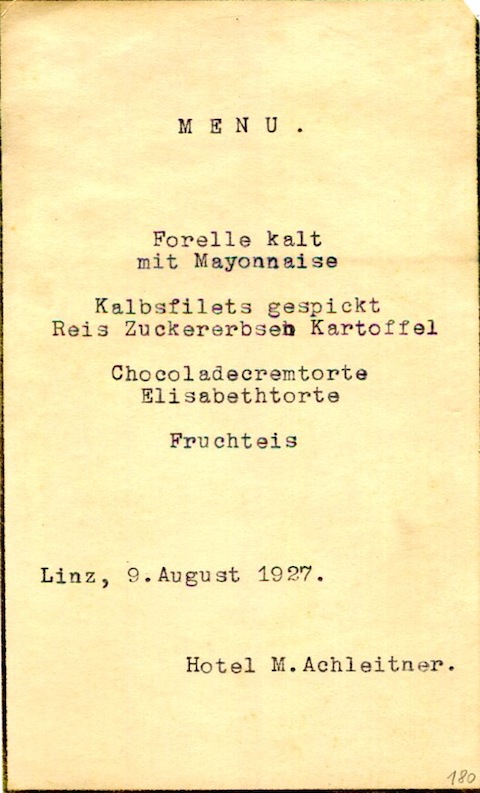 MENU.
Forelle kalt
mit Mayonnaise
Kalbsfilets gespickt
Reis Zuckererbsen Kartoffel
Chocoladecremtorte
Elisabethtorte
Fruchteis
Linz, 9.August 1927.
Hotel M.Achleitner.
180